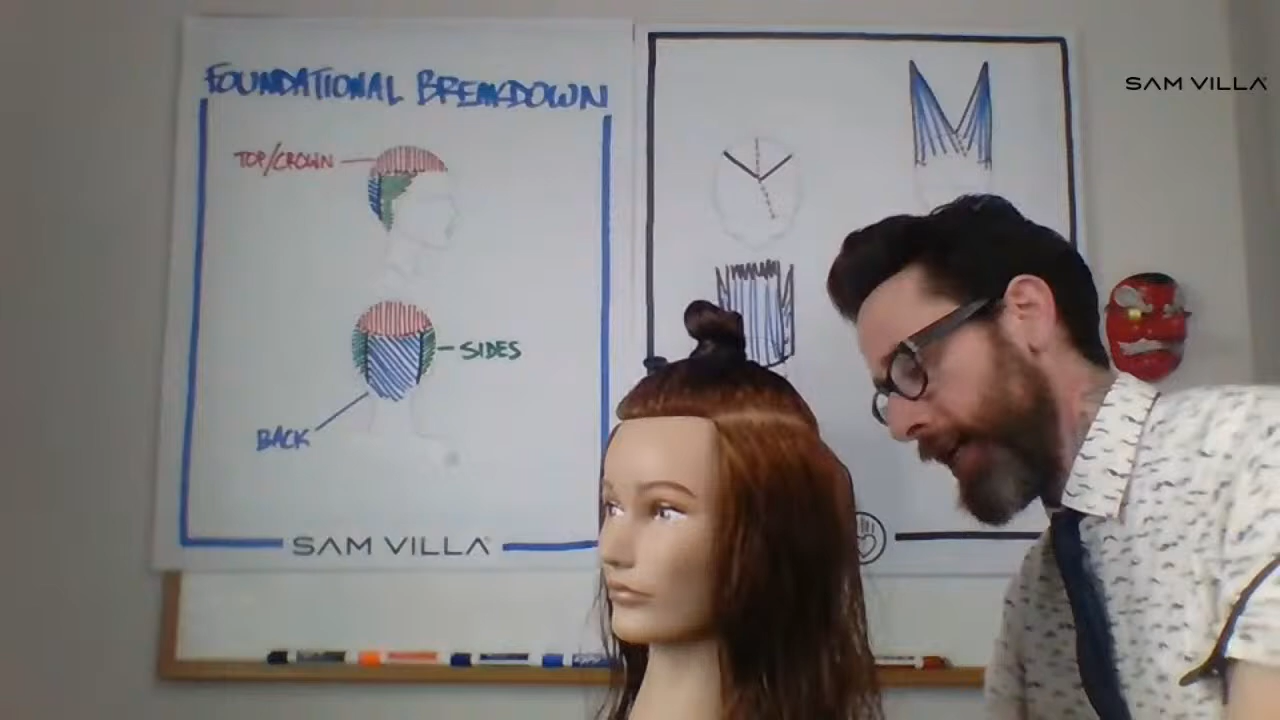 FOUNDATIONAL BREAKDOWN
TOP/CROWN
SIDES
BACK
SAM VILLA
SAM VILLA